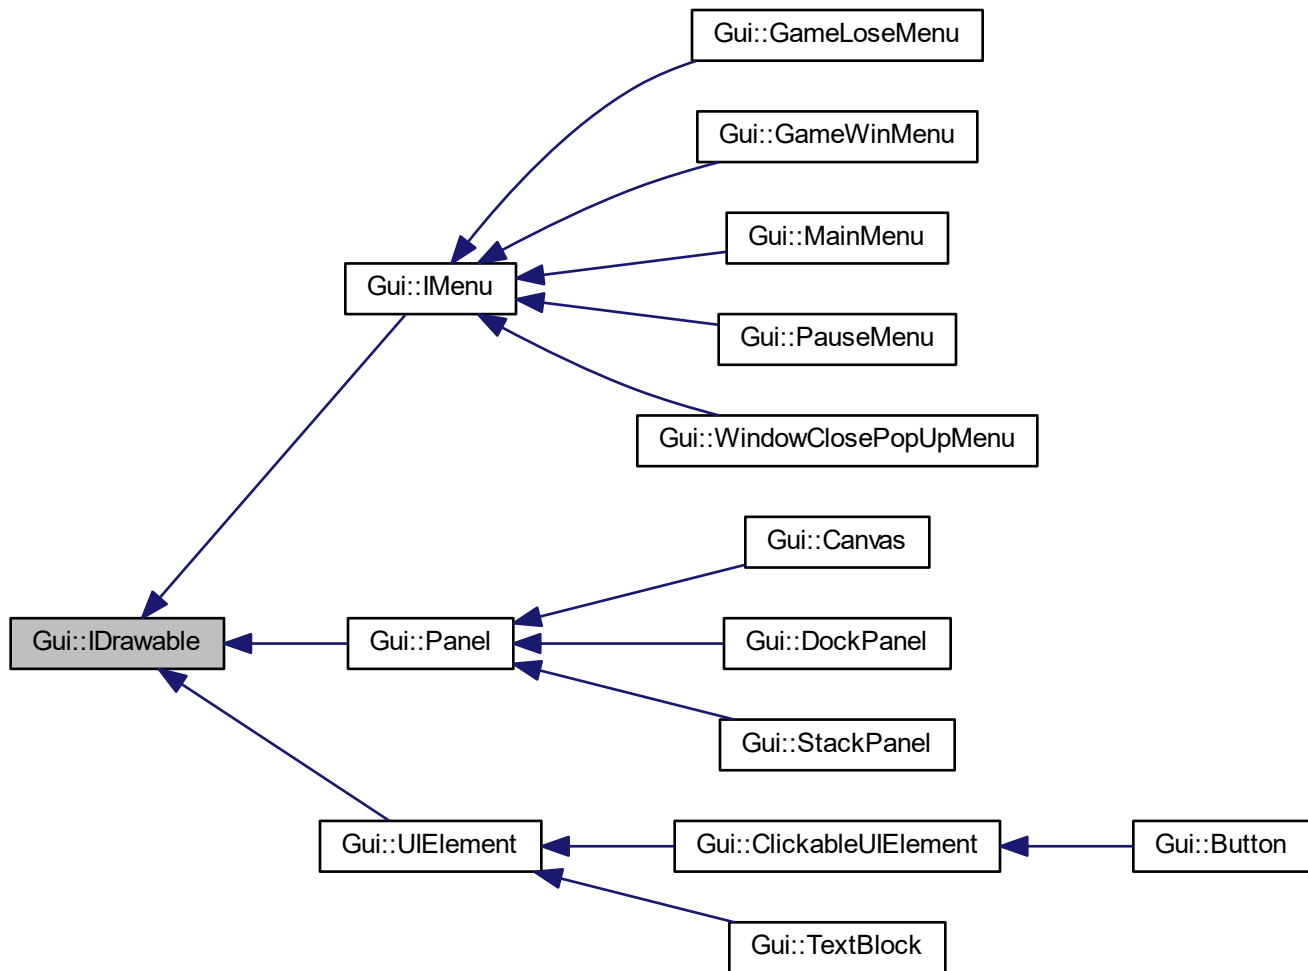 Gui::GameLoseMenu
Gui::GameWinMenu
Gui::MainMenu
Gui::IMenu
Gui::PauseMenu
Gui::WindowClosePopUpMenu
Gui::Canvas
Gui::IDrawable
Gui::Panel
Gui::DockPanel
Gui::StackPanel
Gui::UIElement
Gui::ClickableUIElement
Gui::Button
Gui::TextBlock